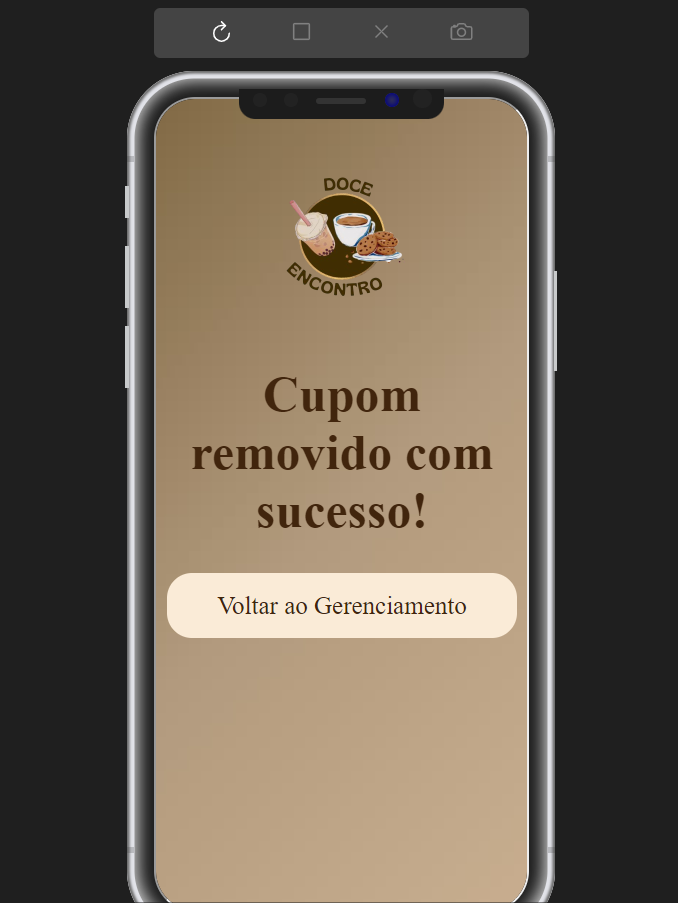 DOCE
ENCONTRO
Cupom
removido com
sucesso!
Voltar ao Gerenciamento